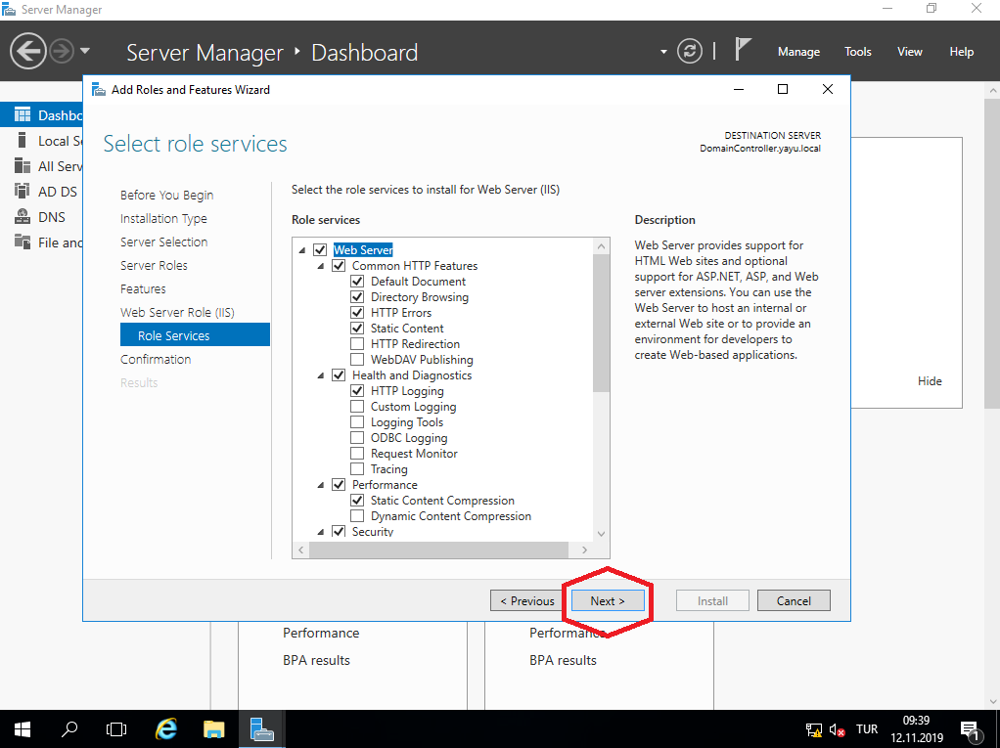 Server Manager
Server Manager Dashboard
Manage Tools View Help
Add Roles and Features Wizard
Select role services
DESTINATION SERVER
DomainController.yayu.local
Dashbo
Local Se
All Serv
AD DS
DNS
File and
Before You Begin
Installation Type
Server Selection
Server Roles
Features
Web Server Role (IIS)
Role Services
Confirmation
Results
Select the role services to install for Web Server (IIS)
Role services
Web Server
Common HTTP Features
Default Document
Directory Browsing
HTTP Errors
Static Content
HTTP Redirection
WebDAV Publishing
Health and Diagnostics
HTTP Logging
Custom Logging
Logging Tools
ODBC Logging
Request Monitor
Tracing
Performance
Static Content Compression
Dynamic Content Compression
Security
Description
Web Server provides support for
HTML Web sites and optional
support for ASP.NET, ASP, and Web
server extensions. You can use the
Web Server to host an internal or
external Web site or to provide an
environment for developers to
create Web-based applications.
Hide
< Previous
Next >
Install
Cancel
Performance
BPA results
Performance
BPA results
TUR
09:39
12.11.2019
1